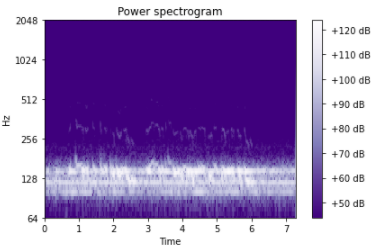 Power spectrogram
2048
1024
512
256
128
64
Hz
0 1 2 3 4 5 6 7
Time
+120 dB
+110 dB
+100 dB
+90 dB
+80 dB
+70 dB
+60 dB
+50 dB